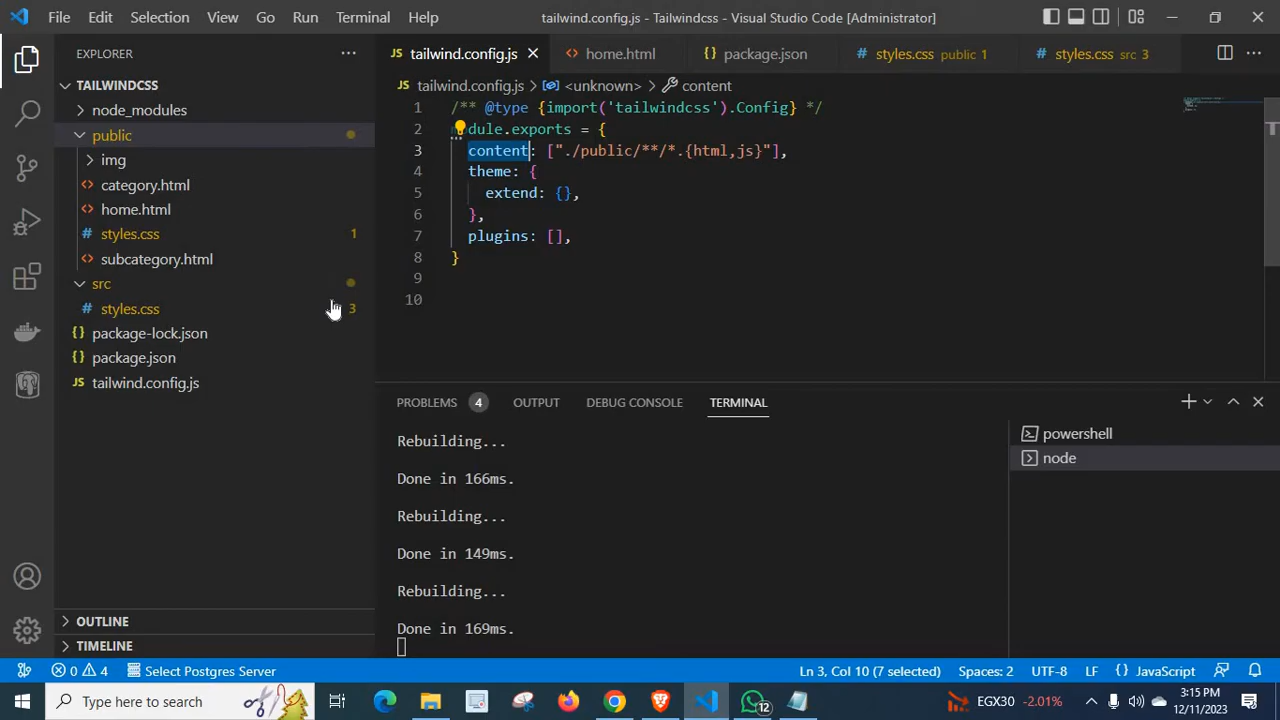 File Edit Selection View Go Run Terminal Help
tailwind.config.js - Tailwindcss - Visual Studio Code [Administrator]
EXPLORER
TAILWINDCSS
node_modules
public
img
category.html
home.html
styles.css 1
subcategory.html
src
styles.css 3
package-lock.json
package.json
JS tailwind.config.js
OUTLINE
TIMELINE
JS tailwind.config.js
home.html
package.json
styles.css public 1
styles.css src 3
JS tailwind.config.js > <unknown> > content
1 /** @type {import('tailwindcss').Config} */
2 dule.exports = {
3 content: ["./public/**/*.{html,js}"],
4 theme: {
5 extend: {},
6 },
7 plugins: [],
8 }
9
10
PROBLEMS 4 OUTPUT DEBUG CONSOLE TERMINAL
Rebuilding...
Done in 166ms.
Rebuilding...
Done in 149ms.
Rebuilding...
Done in 169ms.
powershell
node
0 4 Select Postgres Server
Ln 3, Col 10 (7 selected) Spaces: 2 UTF-8 LF {} JavaScript
Type here to search
12
EGX30 -2.01%
3:15 PM
12/11/2023